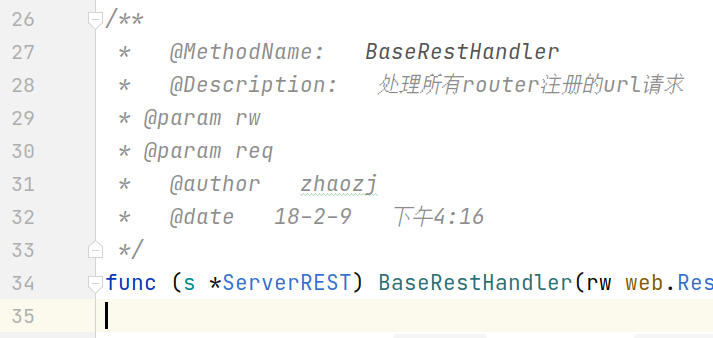 26 /**
27 * @MethodName: BaseRestHandler
28 * @Description: 处理所有router注册的url请求
29 * @param rw
30 * @param req
31 * @author zhaozj
32 * @date 18-2-9 下午4:16
33 */
34 func (s *ServerREST) BaseRestHandler(rw web.Res
35